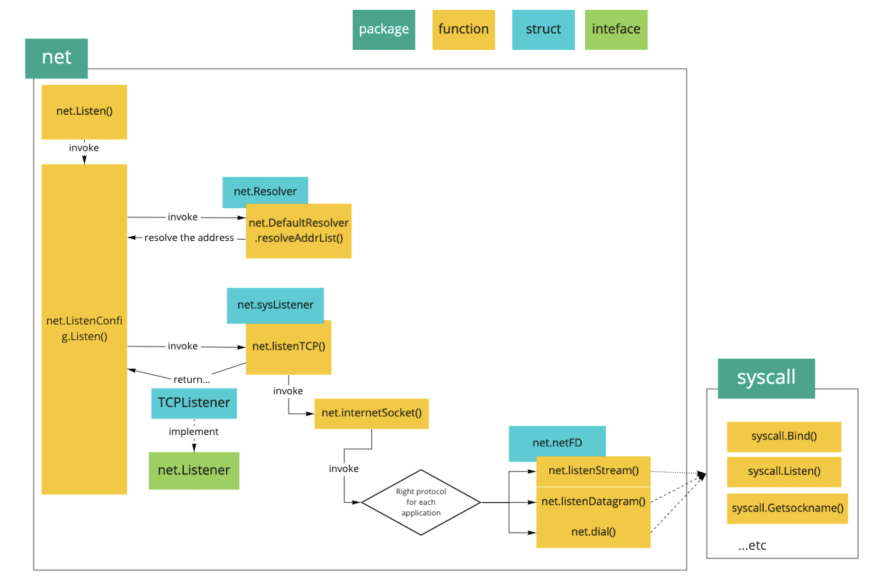 package
function
struct
inteface
net
net.Listen()
invoke
net.Resolver
invoke
net.DefaultResolver
.resolveAddrList()
resolve the address
net.sysListener
net.ListenConfi
g.Listen()
invoke
net.listenTCP()
return...
invoke
TCPListener
net.internetSocket()
implement
net.Listener
invoke
Right protocol
for each
application
net.netFD
net.listenStream()
net.listenDatagram()
net.dial()
syscall
syscall.Bind()
syscall.Listen()
syscall.Getsockname()
...etc